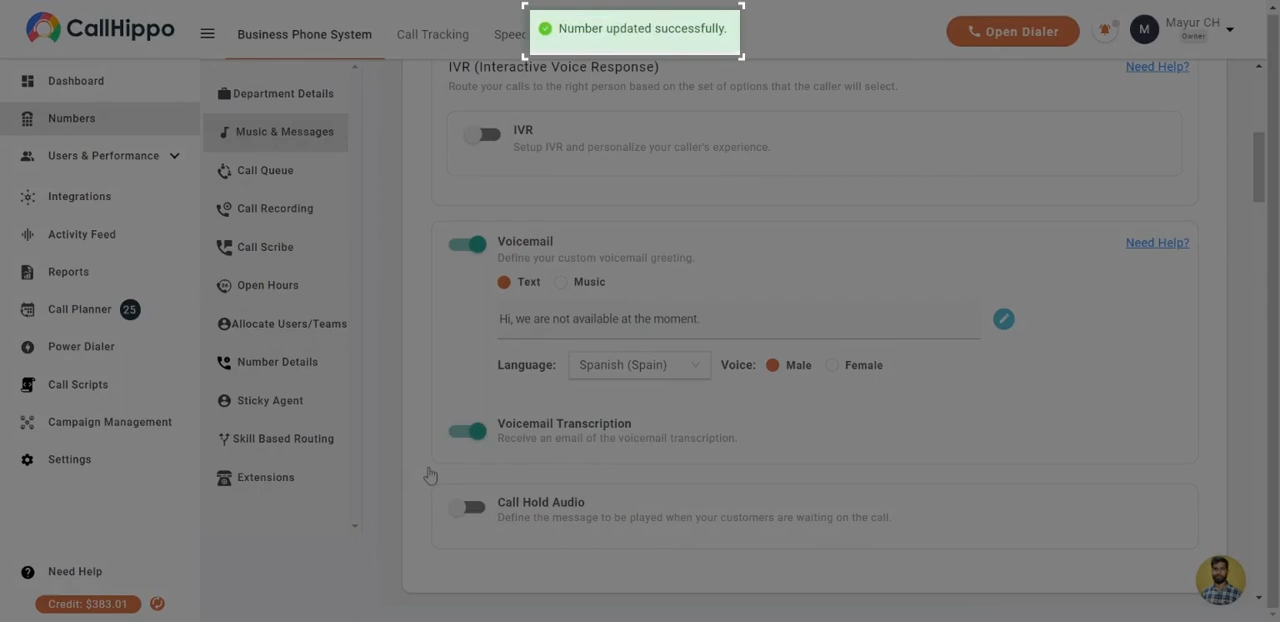 CallHippo
Business Phone System
Call Tracking
Speed
Number updated successfully.
Open Dialer
M
Mayur CH
Owner
Dashboard
Numbers
Users & Performance
Integrations
Activity Feed
Reports
Call Planner 25
Power Dialer
Call Scripts
Campaign Management
Settings
Need Help
Credit: $383.01
Department Details
Music & Messages
Call Queue
Call Recording
Call Scribe
Open Hours
Allocate Users/Teams
Number Details
Sticky Agent
Skill Based Routing
Extensions
IVR (Interactive Voice Response)
Need Help?
Route your calls to the right person based on the set of options that the caller will select.
IVR
Setup IVR and personalize your caller's experience.
Voicemail
Need Help?
Define your custom voicemail greeting.
Text Music
Hi, we are not available at the moment.
Language: Spanish (Spain) Voice: Male Female
Voicemail Transcription
Receive an email of the voicemail transcription.
Call Hold Audio
Define the message to be played when your customers are waiting on the call.